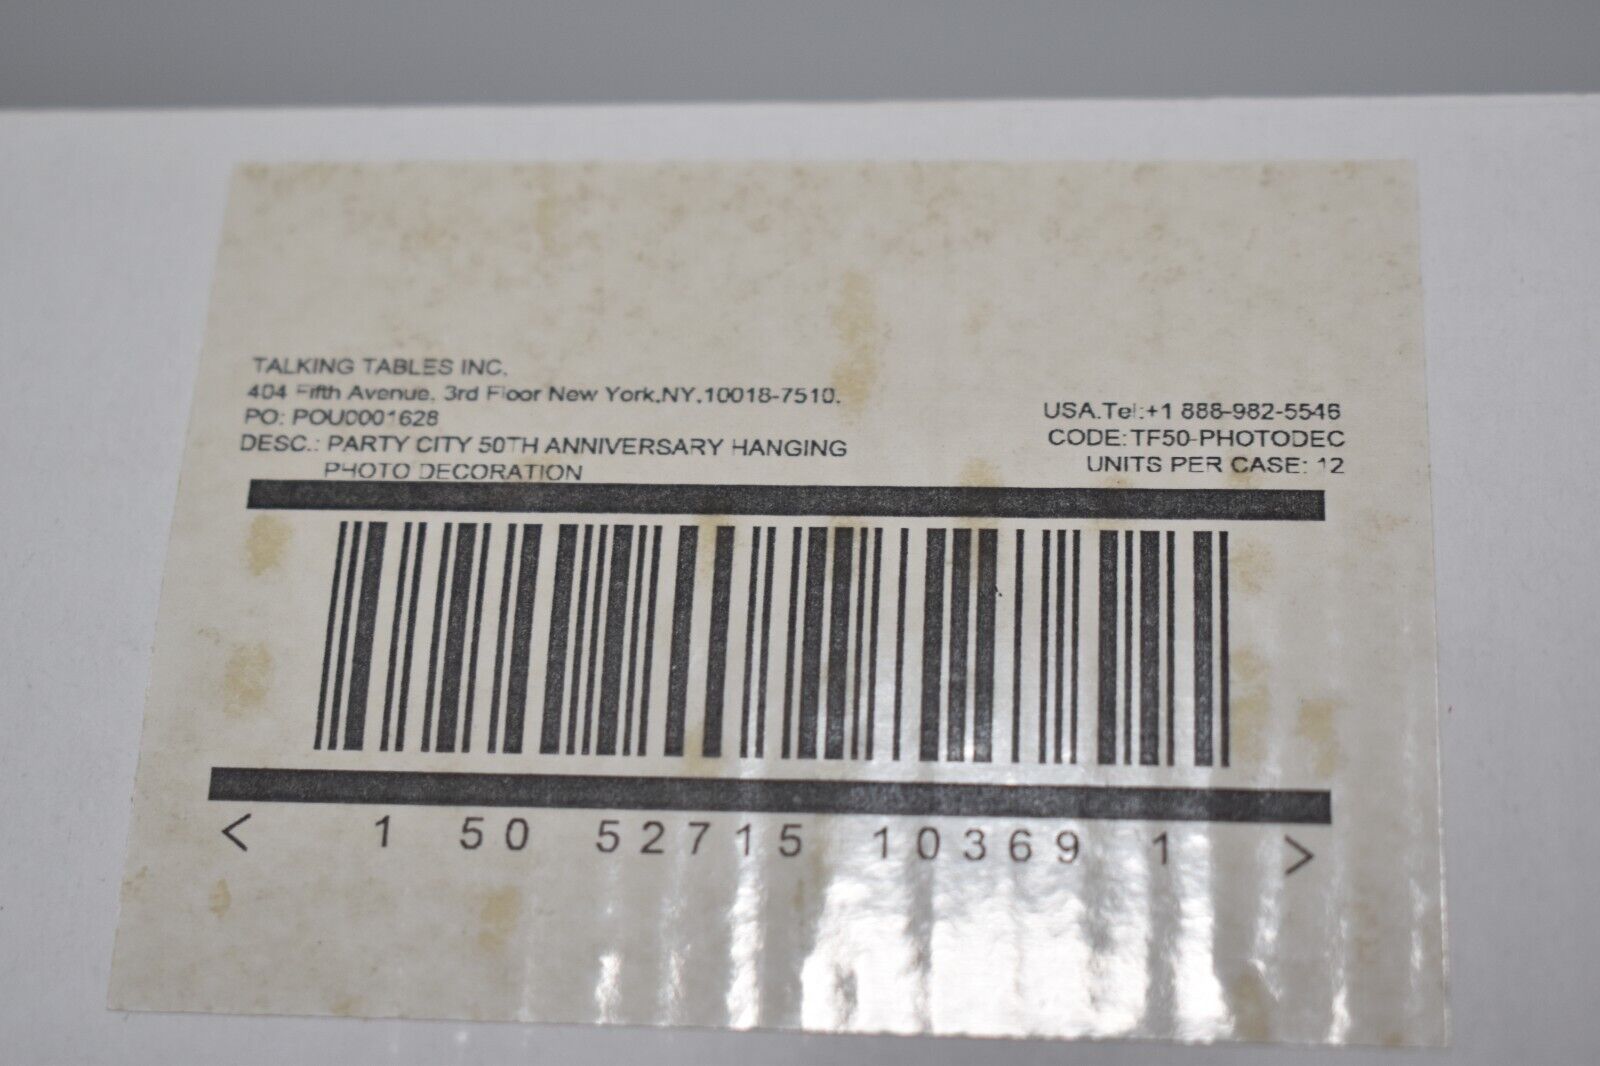 TALKING TABLES INC.
404 Fifth Avenue, 3rd Floor New York,NY,10018-7510.
PO: POU0001628
DESC.: PARTY CITY 50TH ANNIVERSARY HANGING
PHOTO DECORATION
USA.Tel:+1 888-982-5546
CODE:TF50-PHOTODEC
UNITS PER CASE: 12
< 1 50 52715 10369 1 >